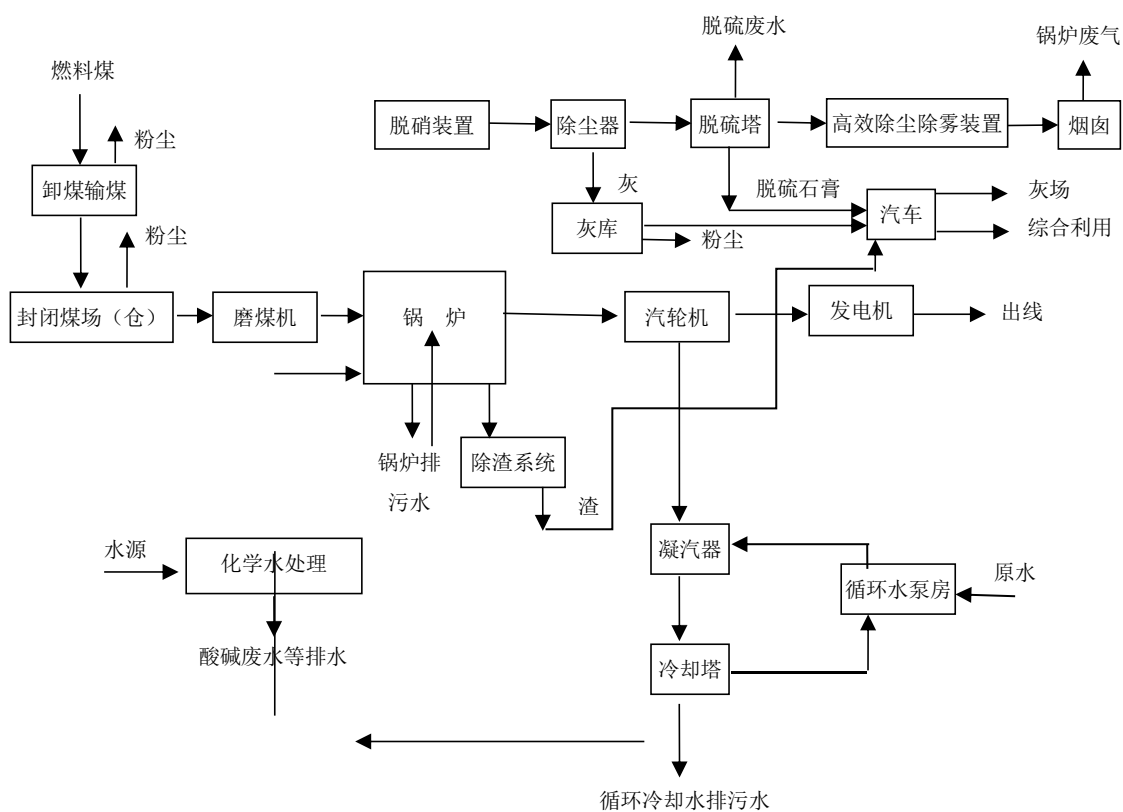 脱硫废水
锅炉废气
燃料煤
粉尘
脱硝装置
除尘器
脱硫塔
高效除尘除雾装置
烟囱
卸煤输煤
灰
脱硫石膏
灰场
汽车
综合利用
灰库
粉尘
粉尘
封闭煤场（仓）
磨煤机
锅 炉
汽轮机
发电机
出线
锅炉排
污水
除渣系统
渣
水源
化学水处理
凝汽器
原水
循环水泵房
酸碱废水等排水
冷却塔
循环冷却水排污水